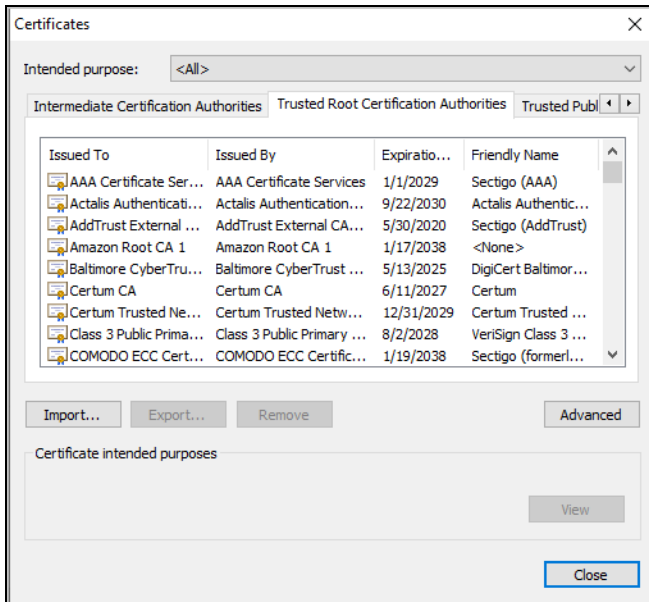 Certificates
Intended purpose: <All>
Intermediate Certification Authorities Trusted Root Certification Authorities Trusted Publ
Issued To Issued By Expiratio... Friendly Name
AAA Certificate Ser... AAA Certificate Services 1/1/2029 Sectigo (AAA)
Actalis Authenticati... Actalis Authentication... 9/22/2030 Actalis Authentic...
AddTrust External ... AddTrust External CA... 5/30/2020 Sectigo (AddTrust)
Amazon Root CA 1 Amazon Root CA 1 1/17/2038 <None>
Baltimore CyberTru... Baltimore CyberTrust ... 5/13/2025 DigiCert Baltimor...
Certum CA Certum CA 6/11/2027 Certum
Certum Trusted Ne... Certum Trusted Netw... 12/31/2029 Certum Trusted ...
Class 3 Public Prima... Class 3 Public Primary ... 8/2/2028 VeriSign Class 3 ...
COMODO ECC Cert... COMODO ECC Certific... 1/19/2038 Sectigo (formerl...
Import... Export... Remove Advanced
Certificate intended purposes
View
Close